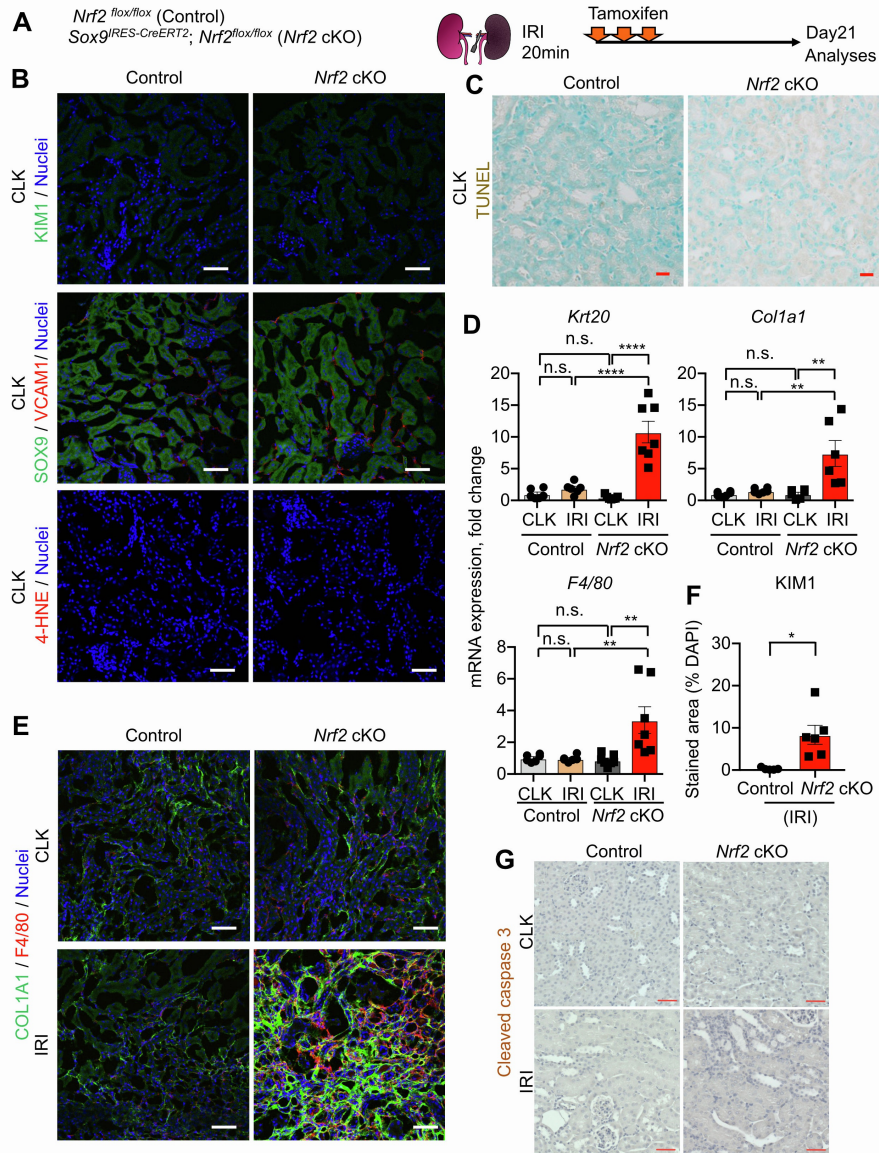 A
Nrf2 flox/flox (Control)
Sox9IRES-CreERT2; Nrf2flox/flox (Nrf2 cKO)
IRI
20min
Tamoxifen
Day21
Analyses
B
Control
Nrf2 cKO
CLK
KIM1 / Nuclei
CLK
SOX9 / VCAM1/ Nuclei
CLK
4-HNE / Nuclei
C
Control
Nrf2 cKO
CLK
TUNEL
D
mRNA expression, fold change
Krt20
n.s.
****
n.s.
****
20
15
10
5
0
CLK IRI CLK IRI
Control Nrf2 cKO
Col1a1
n.s.
**
n.s.
**
20
15
10
5
0
CLK IRI CLK IRI
Control Nrf2 cKO
F4/80
n.s.
**
n.s.
**
8
6
4
2
0
CLK IRI CLK IRI
Control Nrf2 cKO
E
Control
Nrf2 cKO
COL1A1 / F4/80 / Nuclei
CLK
IRI
F
KIM1
*
Stained area (% DAPI)
30
20
10
0
Control Nrf2 cKO
(IRI)
G
Control
Nrf2 cKO
Cleaved caspase 3
CLK
IRI